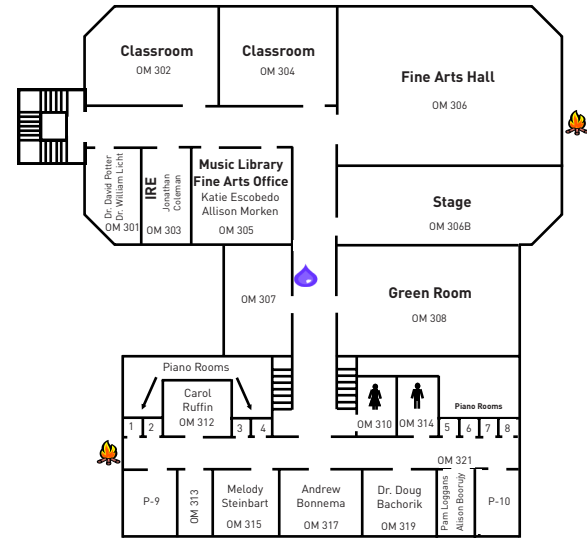 Classroom
OM 302
Classroom
OM 304
Fine Arts Hall
OM 306
Dr. David Potter
Dr. William Licht
OM 301
IRE
Jonathan
Coleman
OM 303
Music Library
Fine Arts Office
Katie Escobedo
Allison Morken
OM 305
Stage
OM 306B
OM 307
Green Room
OM 308
Piano Rooms
Carol
Ruffin
OM 312
1
2
3
4
OM 310
OM 314
Piano Rooms
5
6
7
8
OM 321
P-9
OM 313
Melody
Steinbart
OM 315
Andrew
Bonnema
OM 317
Dr. Doug
Bachorik
OM 319
Pam Loggans
Alison Boorujy
P-10